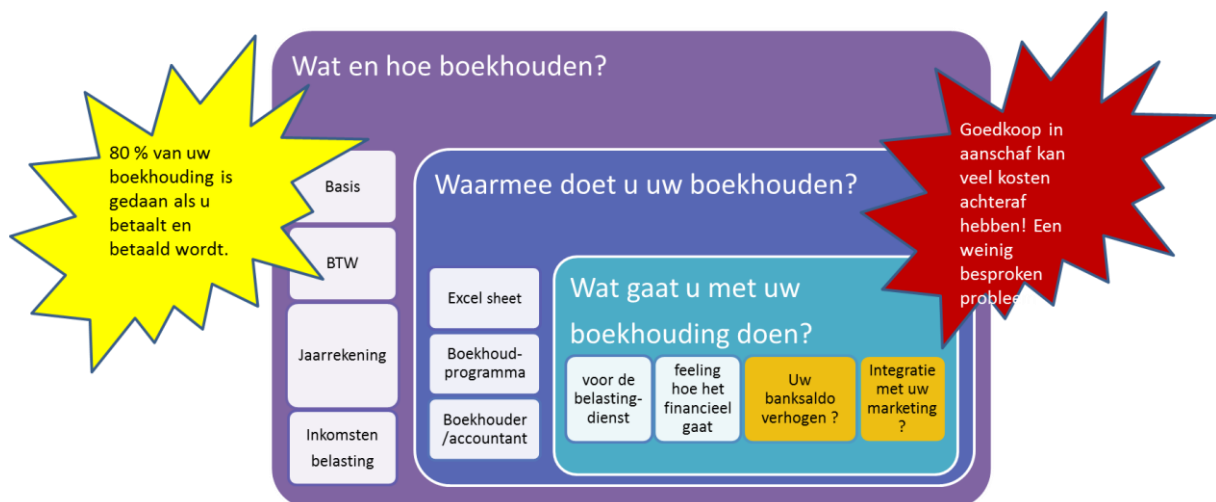 Wat en hoe boekhouden?
80 % van uw
boekhouding is
gedaan als u
betaalt en
betaald wordt.
Basis
BTW
Jaarrekening
Inkomsten
belasting
Waarmee doet u uw boekhouden?
Excel sheet
Boekhoud-
programma
Boekhouder
/accountant
Wat gaat u met uw
boekhouding doen?
voor de
belasting-
dienst
feeling
hoe het
financieel
gaat
Uw
banksaldo
verhogen ?
Integratie
met uw
marketing
?
Goedkoop in
aanschaf kan
veel kosten
achteraf
hebben! Een
weinig
besproken